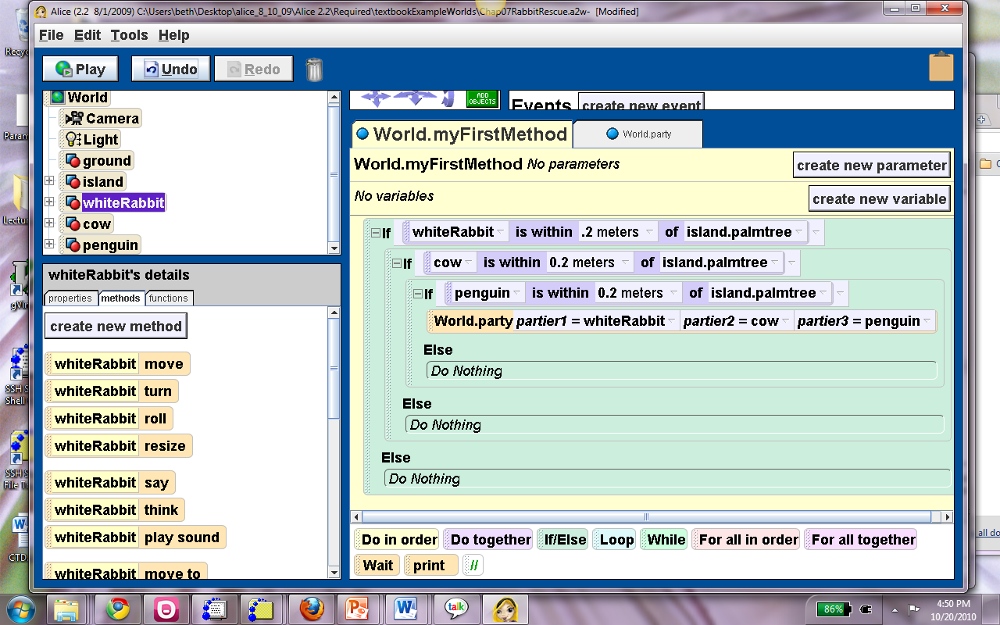 Alice (2.2 8/1/2009) C:\Users\beth\Desktop\alice_8_10_09\Alice 2.2\Required\textbookExampleWorlds\Chap07RabbitRescue.a2w- [Modified]
File Edit Tools Help
Play Undo Redo
World
Camera
Light
ground
island
whiteRabbit
cow
penguin
whiteRabbit's details
properties methods functions
create new method
whiteRabbit move
whiteRabbit turn
whiteRabbit roll
whiteRabbit resize
whiteRabbit say
whiteRabbit think
whiteRabbit play sound
whiteRabbit move to
ADD OBJECTS
Events create new event
World.myFirstMethod World.party
World.myFirstMethod No parameters create new parameter
No variables create new variable
If whiteRabbit is within .2 meters of island.palmtree
If cow is within 0.2 meters of island.palmtree
If penguin is within 0.2 meters of island.palmtree
World.party partier1 = whiteRabbit partier2 = cow partier3 = penguin
Else
Do Nothing
Else
Do Nothing
Else
Do Nothing
Do in order Do together If/Else Loop While For all in order For all together
Wait print //
Recyc
Param
Lectur
gVi
SSH S
Shell
SSH S
File Tr
CTD
all do
talk
86%
4:50 PM
10/20/2010